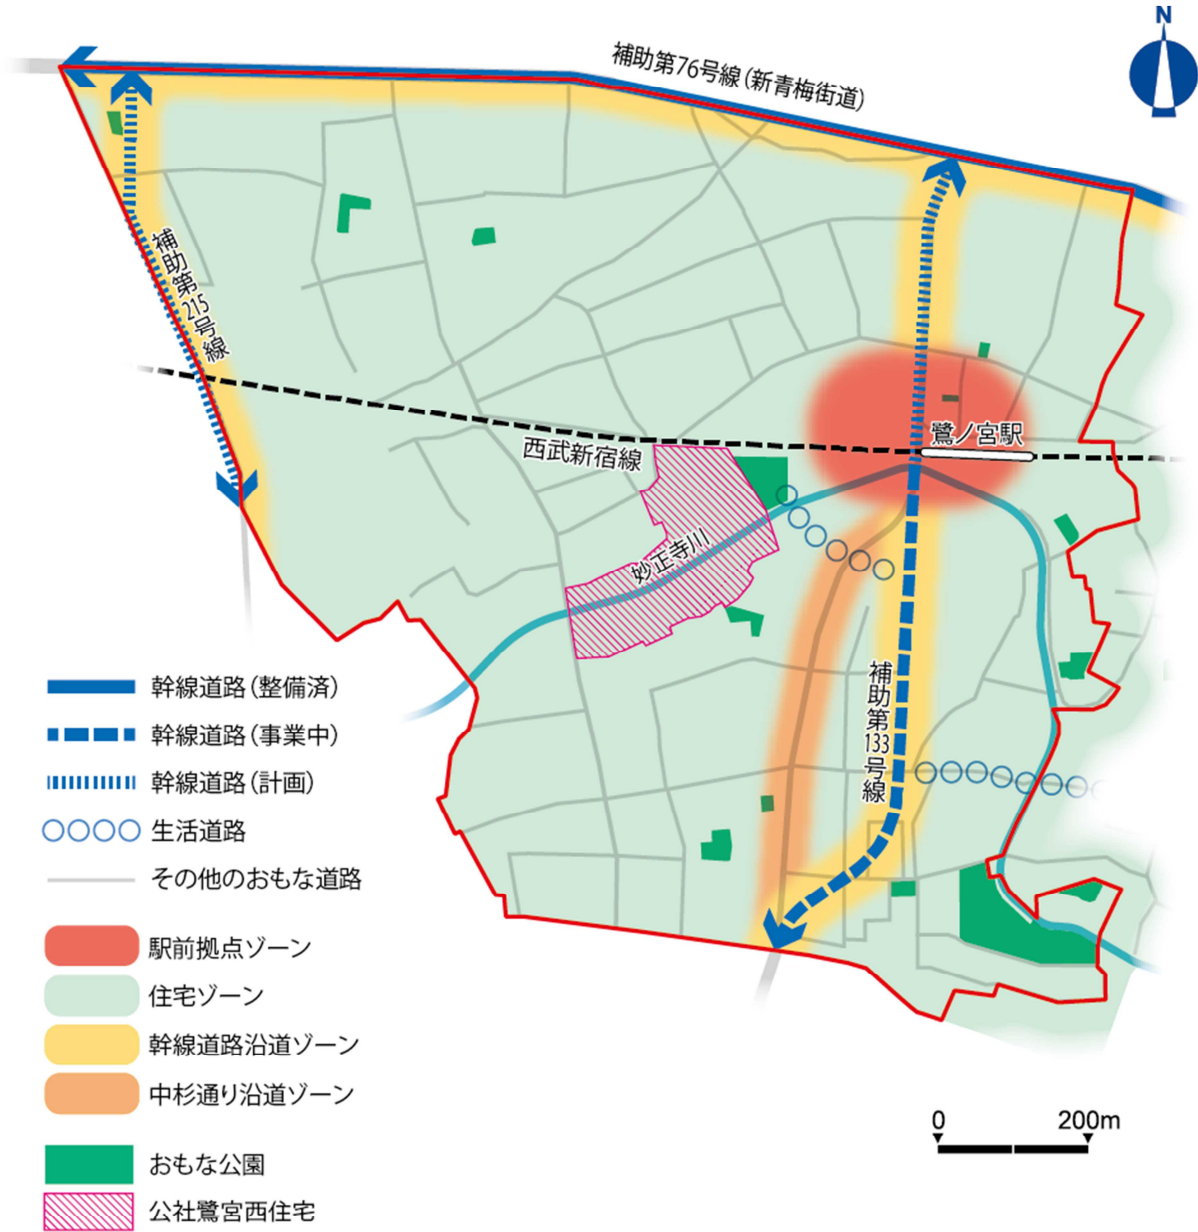 N
補助第76号線（新青梅街道）
補助第215号線
鷺ノ宮駅
西武新宿線
妙正寺川
補助第133号線
幹線道路（整備済）
幹線道路（事業中）
幹線道路（計画）
生活道路
その他のおもな道路
駅前拠点ゾーン
住宅ゾーン
幹線道路沿道ゾーン
中杉通り沿道ゾーン
おもな公園
公社鷺宮西住宅
0 200m